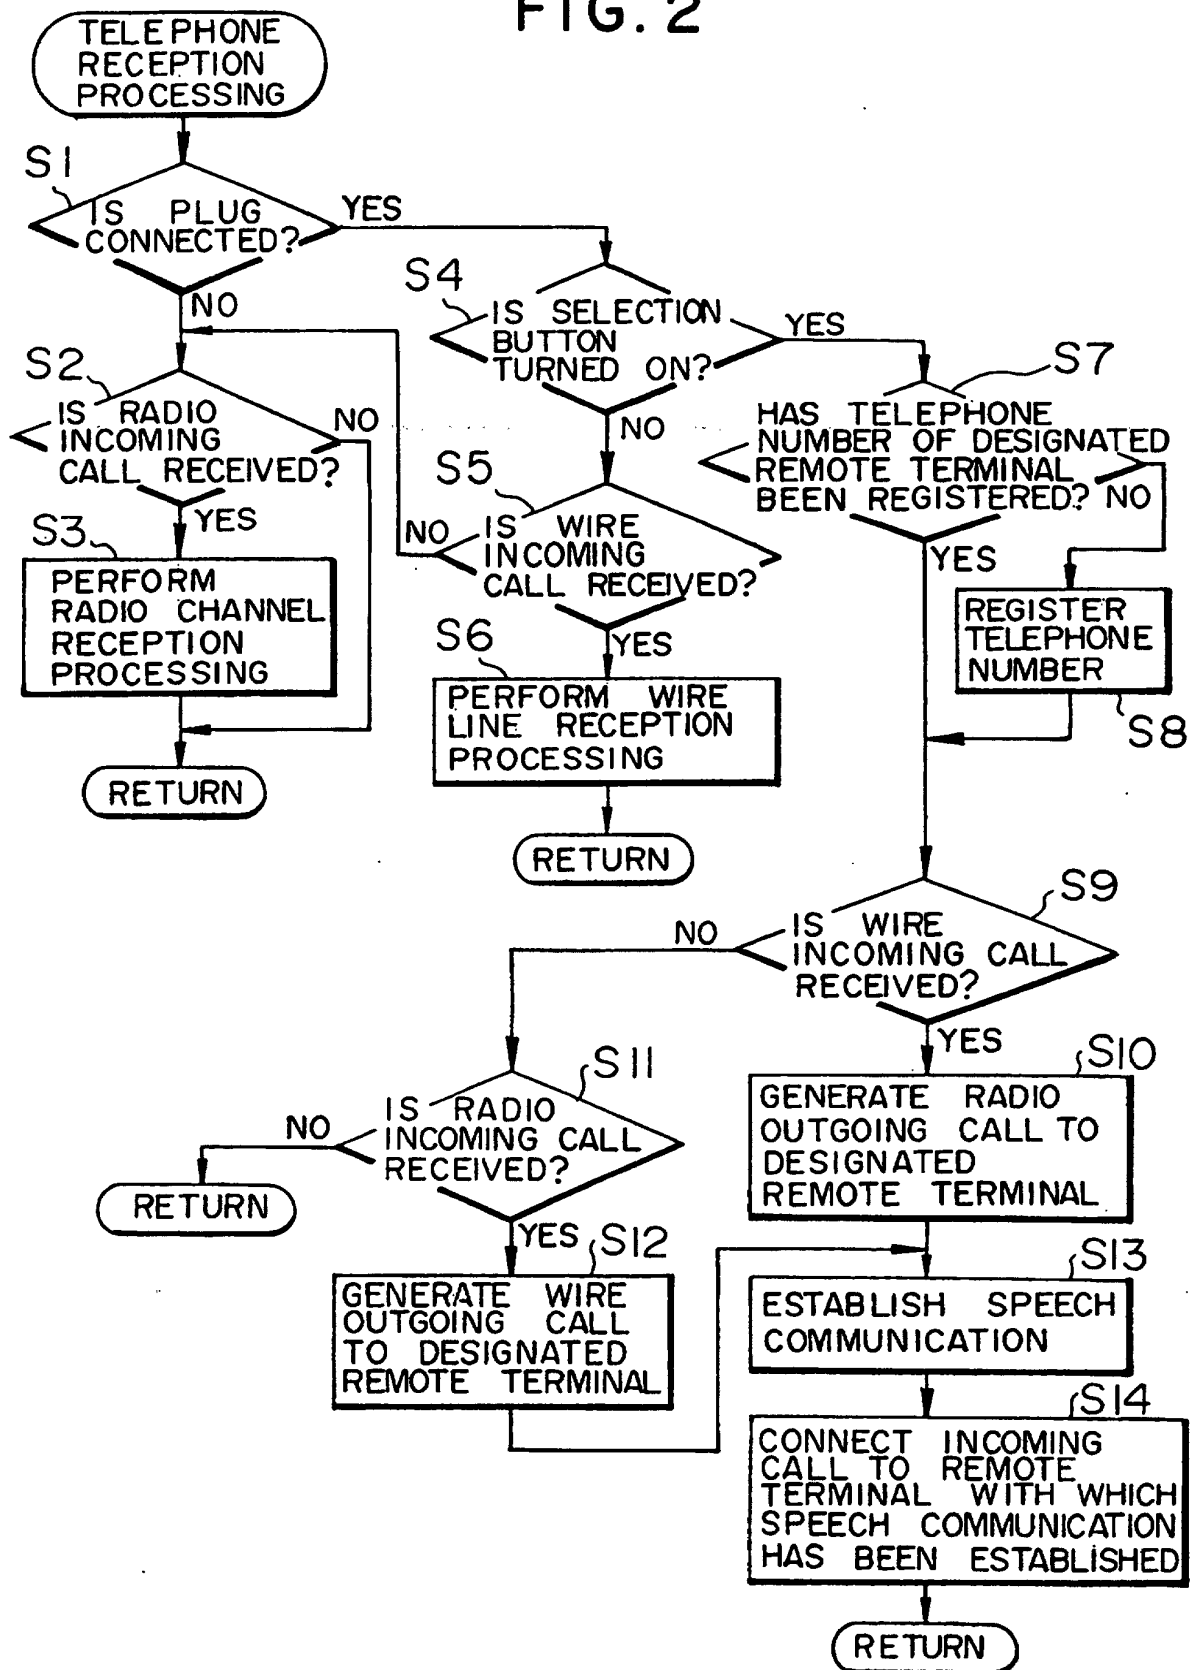 FIG. 2
TELEPHONE
RECEPTION
PROCESSING
S1
IS PLUG
CONNECTED?
YES
NO
S2
IS RADIO
INCOMING
CALL RECEIVED?
NO
YES
S3
PERFORM
RADIO CHANNEL
RECEPTION
PROCESSING
RETURN
S4
IS SELECTION
BUTTON
TURNED ON?
YES
NO
S5
IS WIRE
INCOMING
CALL RECEIVED?
NO
YES
S6
PERFORM WIRE
LINE RECEPTION
PROCESSING
RETURN
S7
HAS TELEPHONE
NUMBER OF DESIGNATED
REMOTE TERMINAL
BEEN REGISTERED?
NO
YES
REGISTER
TELEPHONE
NUMBER
S8
S9
IS WIRE
INCOMING CALL
RECEIVED?
NO
YES
S10
GENERATE RADIO
OUTGOING CALL TO
DESIGNATED
REMOTE TERMINAL
S11
IS RADIO
INCOMING CALL
RECEIVED?
NO
RETURN
YES
S12
GENERATE WIRE
OUTGOING CALL
TO DESIGNATED
REMOTE TERMINAL
S13
ESTABLISH SPEECH
COMMUNICATION
S14
CONNECT INCOMING
CALL TO REMOTE
TERMINAL WITH WHICH
SPEECH COMMUNICATION
HAS BEEN ESTABLISHED
RETURN